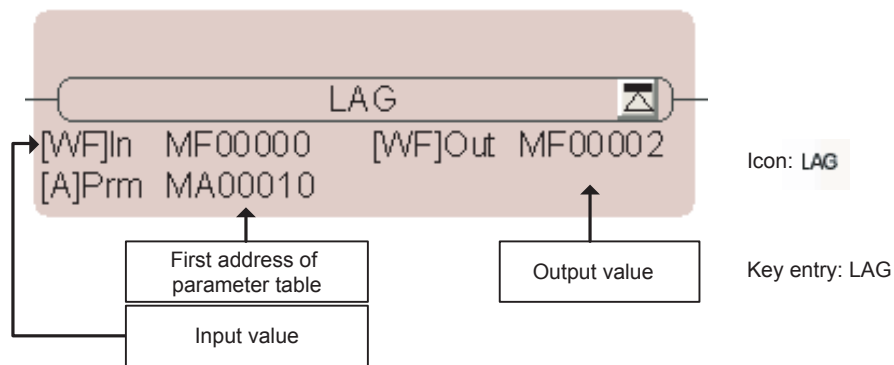 LAG
[WF]In MF00000 [WF]Out MF00002
[A]Prm MA00010
Icon: LAG
First address of
parameter table
Output value
Key entry: LAG
Input value